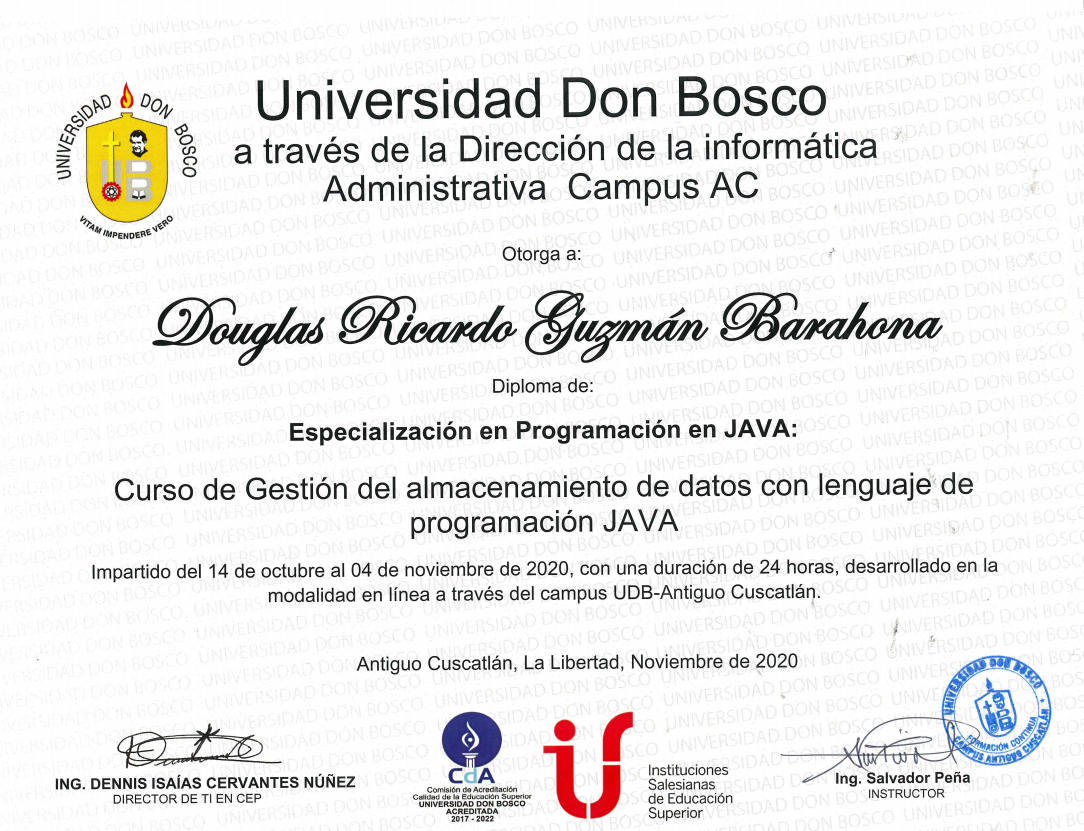 UNIVERSIDAD DON BOSCO
VITAM IMPENDERE VERO
Universidad Don Bosco
a través de la Dirección de la informática
Administrativa Campus AC
Otorga a:
Douglas Ricardo Guzmán Barahona
Diploma de:
Especialización en Programación en JAVA:
Curso de Gestión del almacenamiento de datos con lenguaje de
programación JAVA
Impartido del 14 de octubre al 04 de noviembre de 2020, con una duración de 24 horas, desarrollado en la
modalidad en línea a través del campus UDB-Antiguo Cuscatlán.
Antiguo Cuscatlán, La Libertad, Noviembre de 2020
ING. DENNIS ISAÍAS CERVANTES NÚÑEZ
DIRECTOR DE TI EN CEP
CdA
Comisión de Acreditación
Calidad de la Educación Superior
UNIVERSIDAD DON BOSCO
ACREDITADA
2017 - 2022
Instituciones
Salesianas
de Educación
Superior
UNIVERSIDAD DON BOSCO
FORMACIÓN CONTINUA
CAMPUS ANTIGUO CUSCATLÁN
Ing. Salvador Peña
INSTRUCTOR